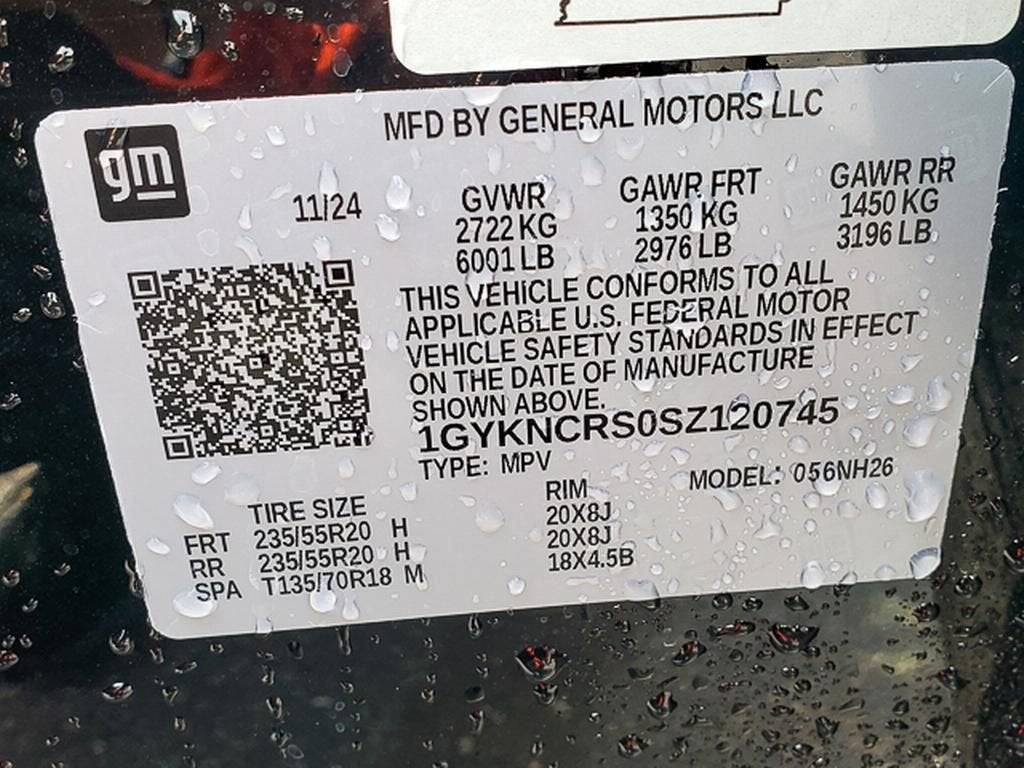 MFD BY GENERAL MOTORS LLC
gm
11/24
GVWR GAWR FRT GAWR RR
2722 KG 1350 KG 1450 KG
6001 LB 2976 LB 3196 LB
THIS VEHICLE CONFORMS TO ALL
APPLICABLE U.S. FEDERAL MOTOR
VEHICLE SAFETY STANDARDS IN EFFECT
ON THE DATE OF MANUFACTURE
SHOWN ABOVE.
1GYKNCRS0SZ120745
TYPE: MPV MODEL: 056NH26
TIRE SIZE RIM
FRT 235/55R20 H 20X8J
RR 235/55R20 H 20X8J
SPA T135/70R18 M 18X4.5B